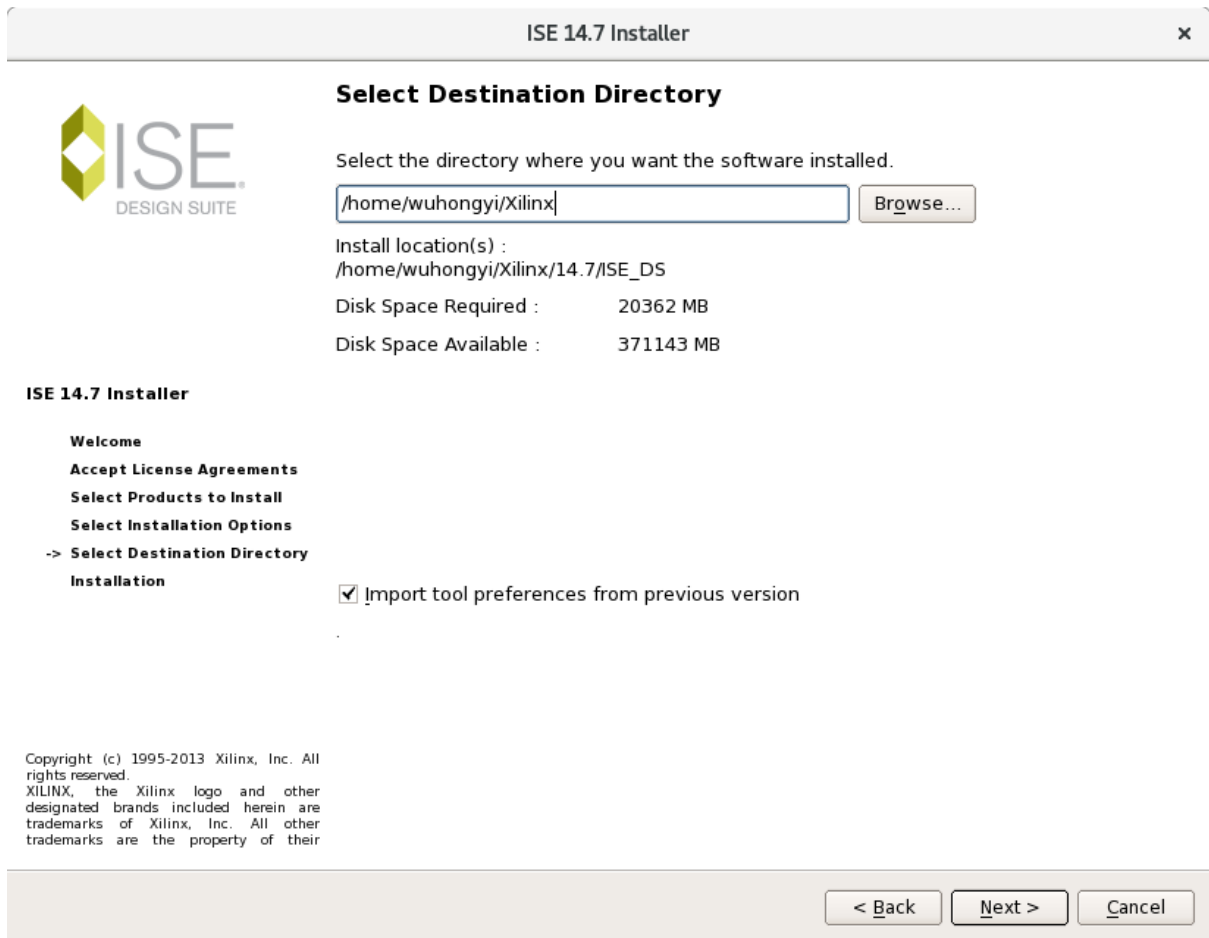 ISE 14.7 Installer
ISE.
DESIGN SUITE
Select Destination Directory
Select the directory where you want the software installed.
/home/wuhongyi/Xilinx
Browse...
Install location(s) :
/home/wuhongyi/Xilinx/14.7/ISE_DS
Disk Space Required : 20362 MB
Disk Space Available : 371143 MB
ISE 14.7 Installer
Welcome
Accept License Agreements
Select Products to Install
Select Installation Options
-> Select Destination Directory
Installation
Import tool preferences from previous version
.
Copyright (c) 1995-2013 Xilinx, Inc. All
rights reserved.
XILINX, the Xilinx logo and other
designated brands included herein are
trademarks of Xilinx, Inc. All other
trademarks are the property of their
< Back
Next >
Cancel